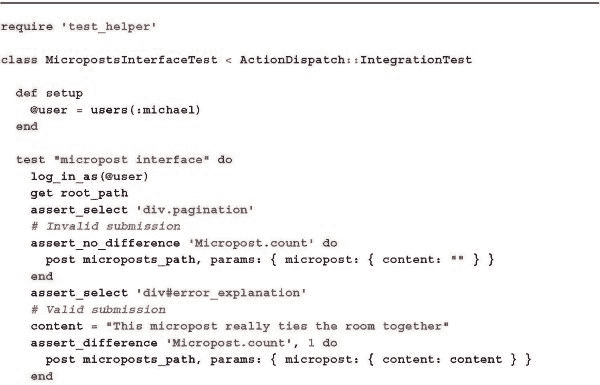 require 'test_helper'
class MicropostsInterfaceTest < ActionDispatch::IntegrationTest
def setup
@user = users(:michael)
end
test "micropost interface" do
log_in_as(@user)
get root_path
assert_select 'div.pagination'
# Invalid submission
assert_no_difference 'Micropost.count' do
post microposts_path, params: { micropost: { content: "" } }
end
assert_select 'div#error_explanation'
# Valid submission
content = "This micropost really ties the room together"
assert_difference 'Micropost.count', 1 do
post microposts_path, params: { micropost: { content: content } }
end